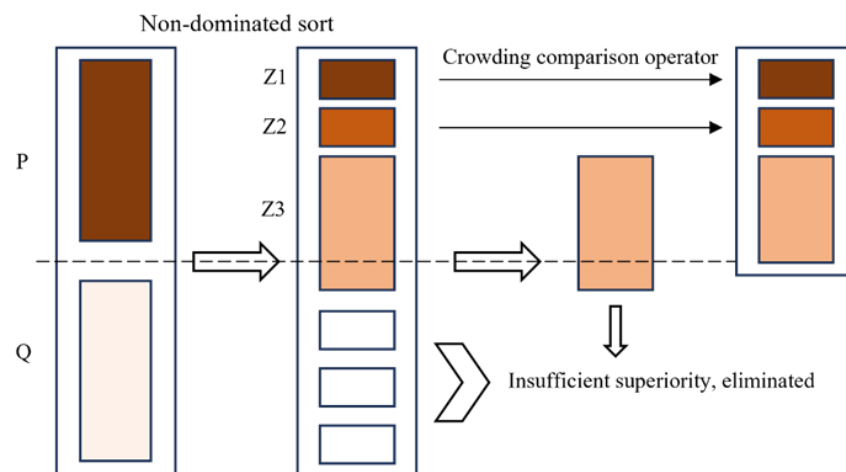 Non-dominated sort
Z1
Crowding comparison operator
Z2
P
Z3
Q
Insufficient superiority, eliminated